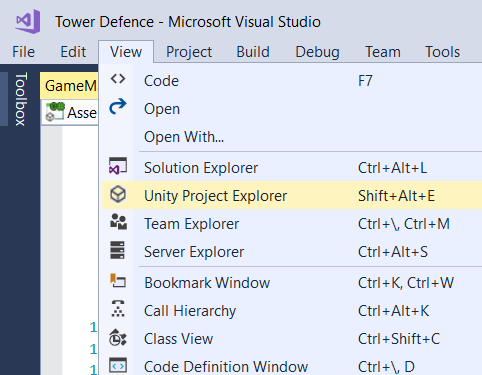 Tower Defence - Microsoft Visual Studio
File Edit View Project Build Debug Team Tools
Toolbox
GameM
Asse
Code F7
Open
Open With...
Solution Explorer Ctrl+Alt+L
Unity Project Explorer Shift+Alt+E
Team Explorer Ctrl+\, Ctrl+M
Server Explorer Ctrl+Alt+S
Bookmark Window Ctrl+K, Ctrl+W
Call Hierarchy Ctrl+Alt+K
1
Class View Ctrl+Shift+C
1
Code Definition Window Ctrl+\, D
1